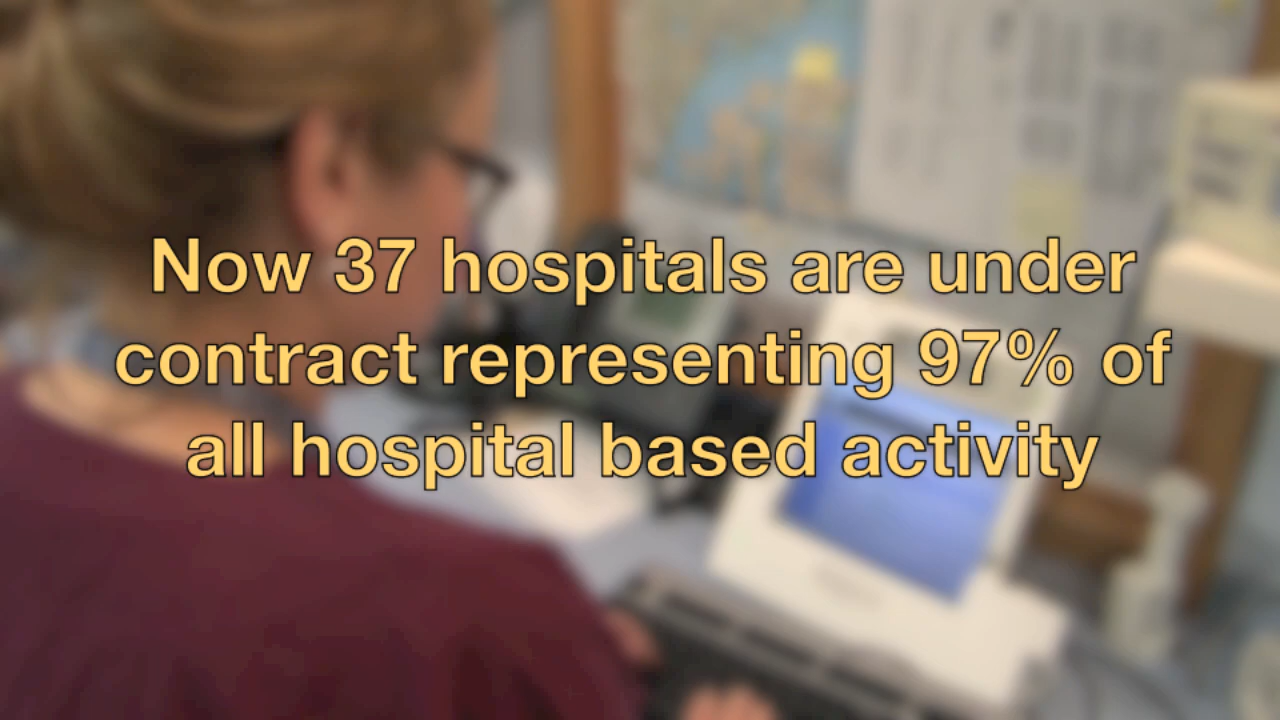 Now 37 hospitals are under
contract representing 97% of
all hospital based activity